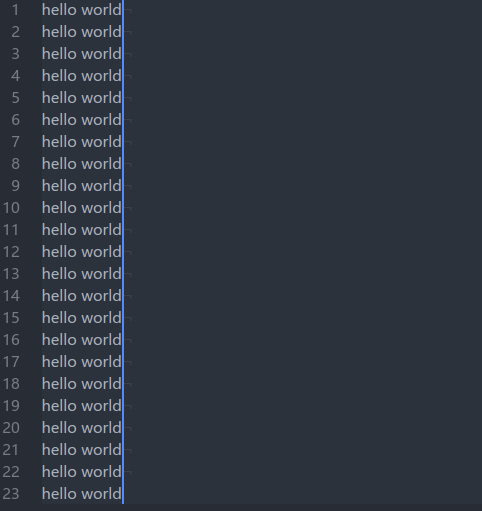 1 hello world¬
2 hello world¬
3 hello world¬
4 hello world¬
5 hello world¬
6 hello world¬
7 hello world¬
8 hello world¬
9 hello world¬
10 hello world¬
11 hello world¬
12 hello world¬
13 hello world¬
14 hello world¬
15 hello world¬
16 hello world¬
17 hello world¬
18 hello world¬
19 hello world¬
20 hello world¬
21 hello world¬
22 hello world¬
23 hello world